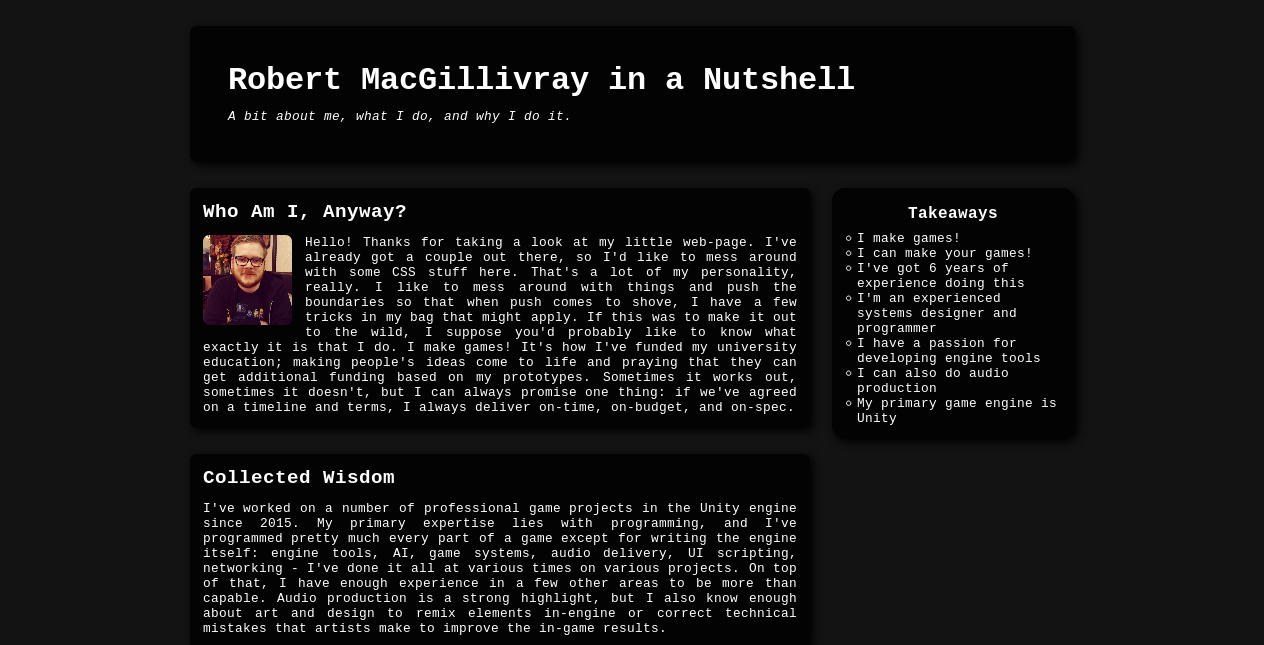 Robert MacGillivray in a Nutshell
A bit about me, what I do, and why I do it.
Who Am I, Anyway?
Hello! Thanks for taking a look at my little web-page. I've
already got a couple out there, so I'd like to mess around
with some CSS stuff here. That's a lot of my personality,
really. I like to mess around with things and push the
boundaries so that when push comes to shove, I have a few
tricks in my bag that might apply. If this was to make it out
to the wild, I suppose you'd probably like to know what
exactly it is that I do. I make games! It's how I've funded my university
education; making people's ideas come to life and praying that they can
get additional funding based on my prototypes. Sometimes it works out,
sometimes it doesn't, but I can always promise one thing: if we've agreed
on a timeline and terms, I always deliver on-time, on-budget, and on-spec.
Takeaways
I make games!
I can make your games!
I've got 6 years of
experience doing this
I'm an experienced
systems designer and
programmer
I have a passion for
developing engine tools
I can also do audio
production
My primary game engine is
Unity
Collected Wisdom
I've worked on a number of professional game projects in the Unity engine
since 2015. My primary expertise lies with programming, and I've
programmed pretty much every part of a game except for writing the engine
itself: engine tools, AI, game systems, audio delivery, UI scripting,
networking - I've done it all at various times on various projects. On top
of that, I have enough experience in a few other areas to be more than
capable. Audio production is a strong highlight, but I also know enough
about art and design to remix elements in-engine or correct technical
mistakes that artists make to improve the in-game results.